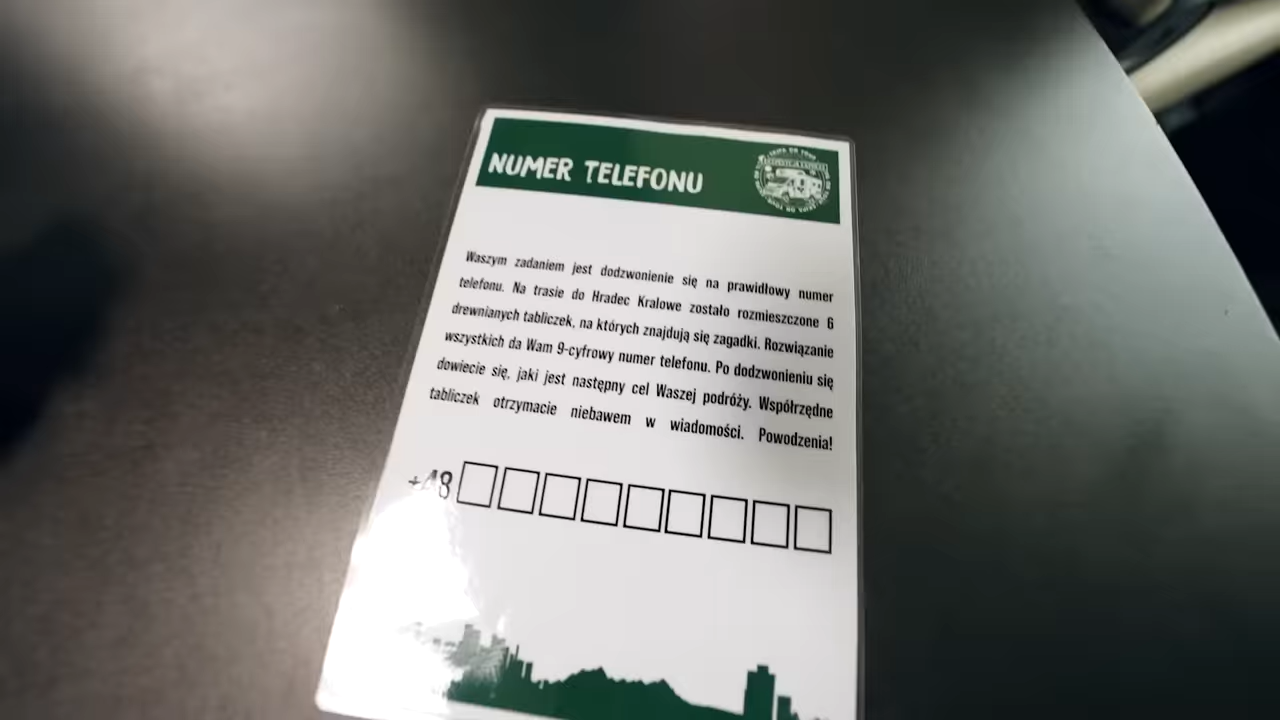 NUMER TELEFONU
Waszym zadaniem jest dodzwonienie się na prawidłowy numer
telefonu. Na trasie do Hradec Kralowe zostało rozmieszczone 6
drewnianych tabliczek, na których znajdują się zagadki. Rozwiązanie
wszystkich da Wam 9-cyfrowy numer telefonu. Po dodzwonieniu się
dowiecie się, jaki jest następny cel Waszej podróży. Współrzędne
tabliczek otrzymacie niebawem w wiadomości. Powodzenia!
+48